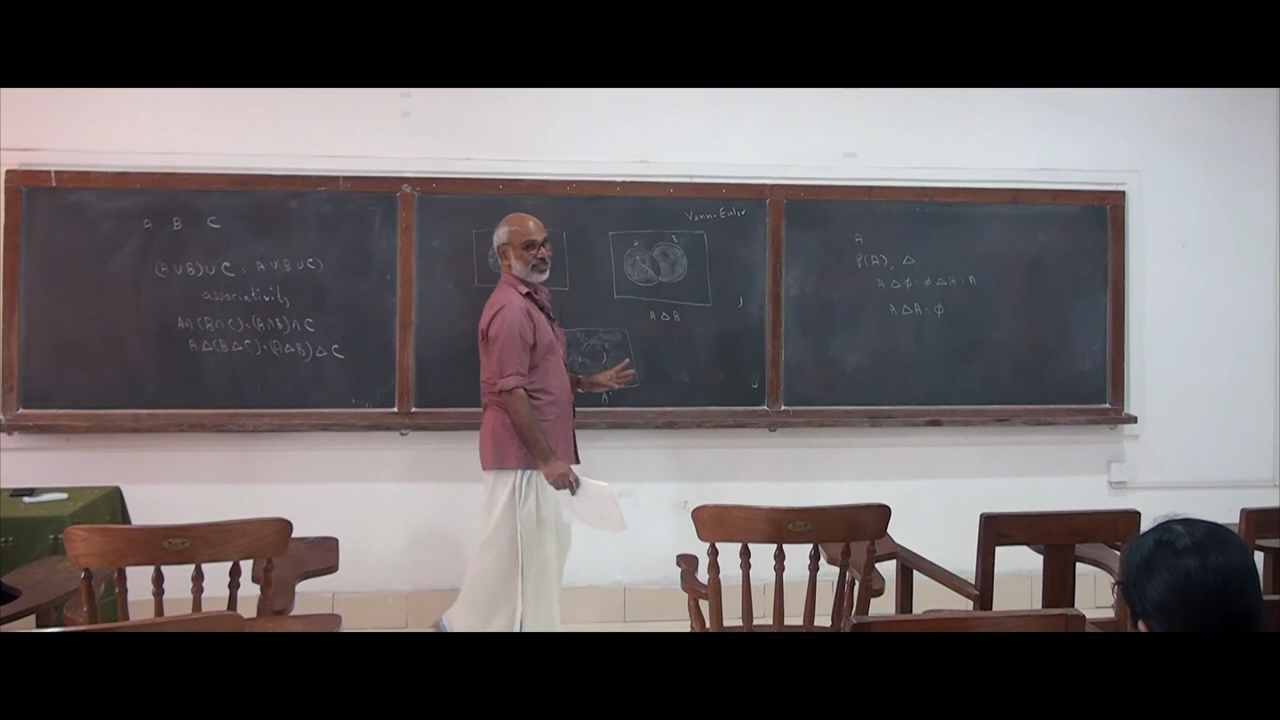 A B C
(A ∪ B) ∪ C = A ∪ (B ∪ C)
associativity
A ∩ (B ∩ C) = (A ∩ B) ∩ C
A △ (B △ C) = (A △ B) △ C
Venn-Euler
A B
A △ B
A'
A
P(A), △
A △ ϕ = ϕ △ A = A
A △ A = ϕ